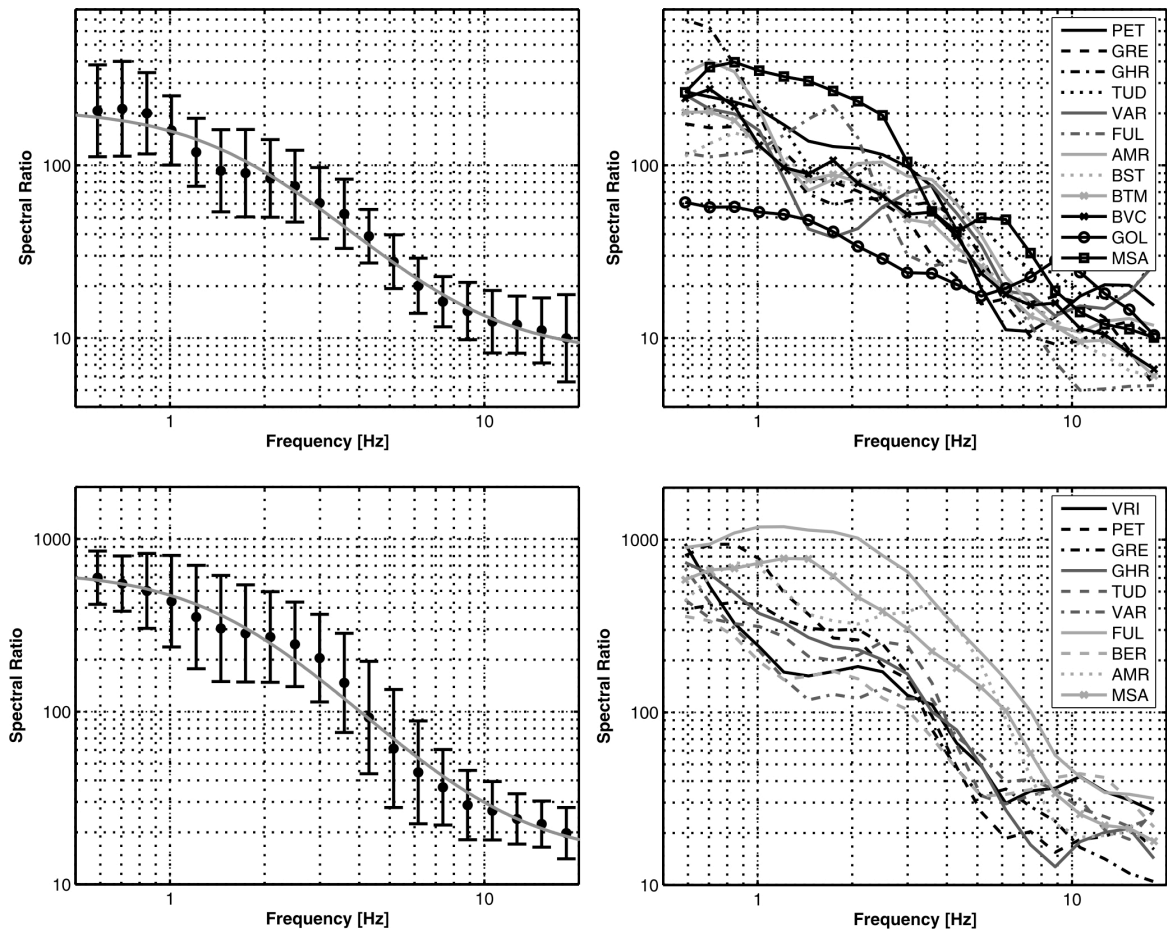 Spectral Ratio
100
10
1
10
Frequency [Hz]
Spectral Ratio
100
10
1
10
Frequency [Hz]
PET
GRE
GHR
TUD
VAR
FUL
AMR
BST
BTM
BVC
GOL
MSA
Spectral Ratio
1000
100
10
1
10
Frequency [Hz]
Spectral Ratio
1000
100
10
1
10
Frequency [Hz]
VRI
PET
GRE
GHR
TUD
VAR
FUL
BER
AMR
MSA